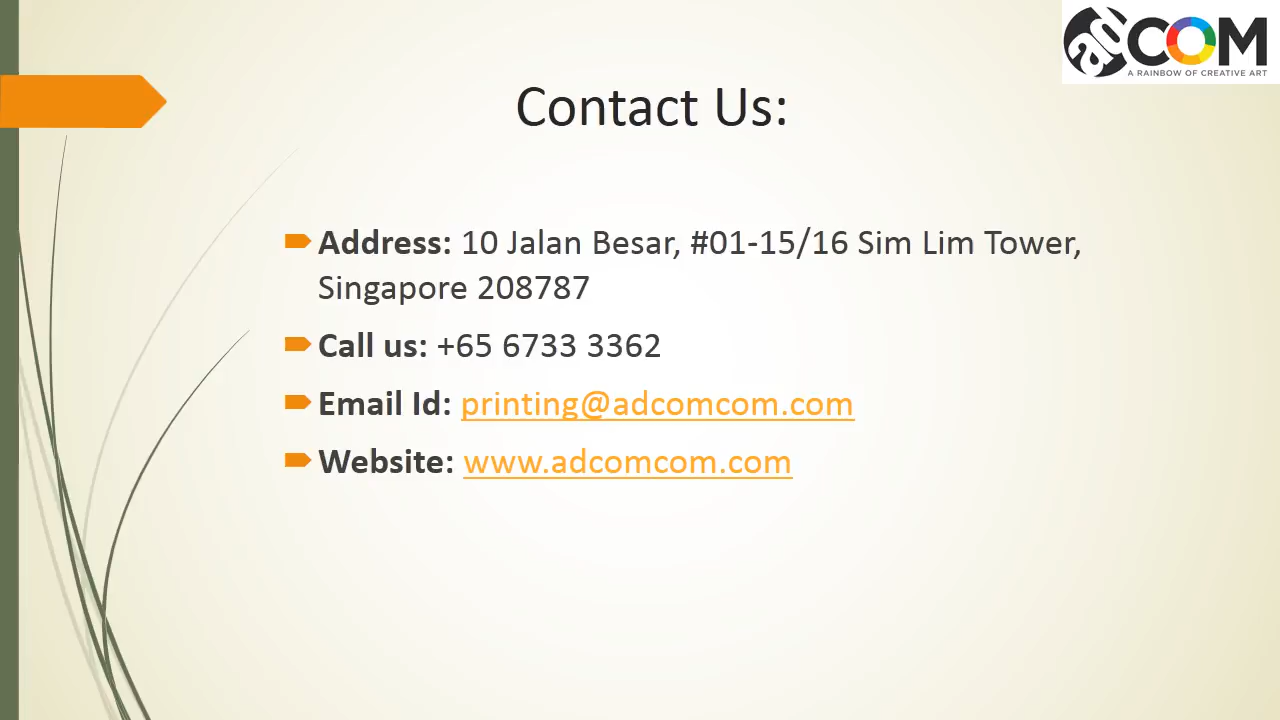 ad COM
A RAINBOW OF CREATIVE ART
Contact Us:
Address: 10 Jalan Besar, #01-15/16 Sim Lim Tower,
Singapore 208787
Call us: +65 6733 3362
Email Id: printing@adcomcom.com
Website: www.adcomcom.com